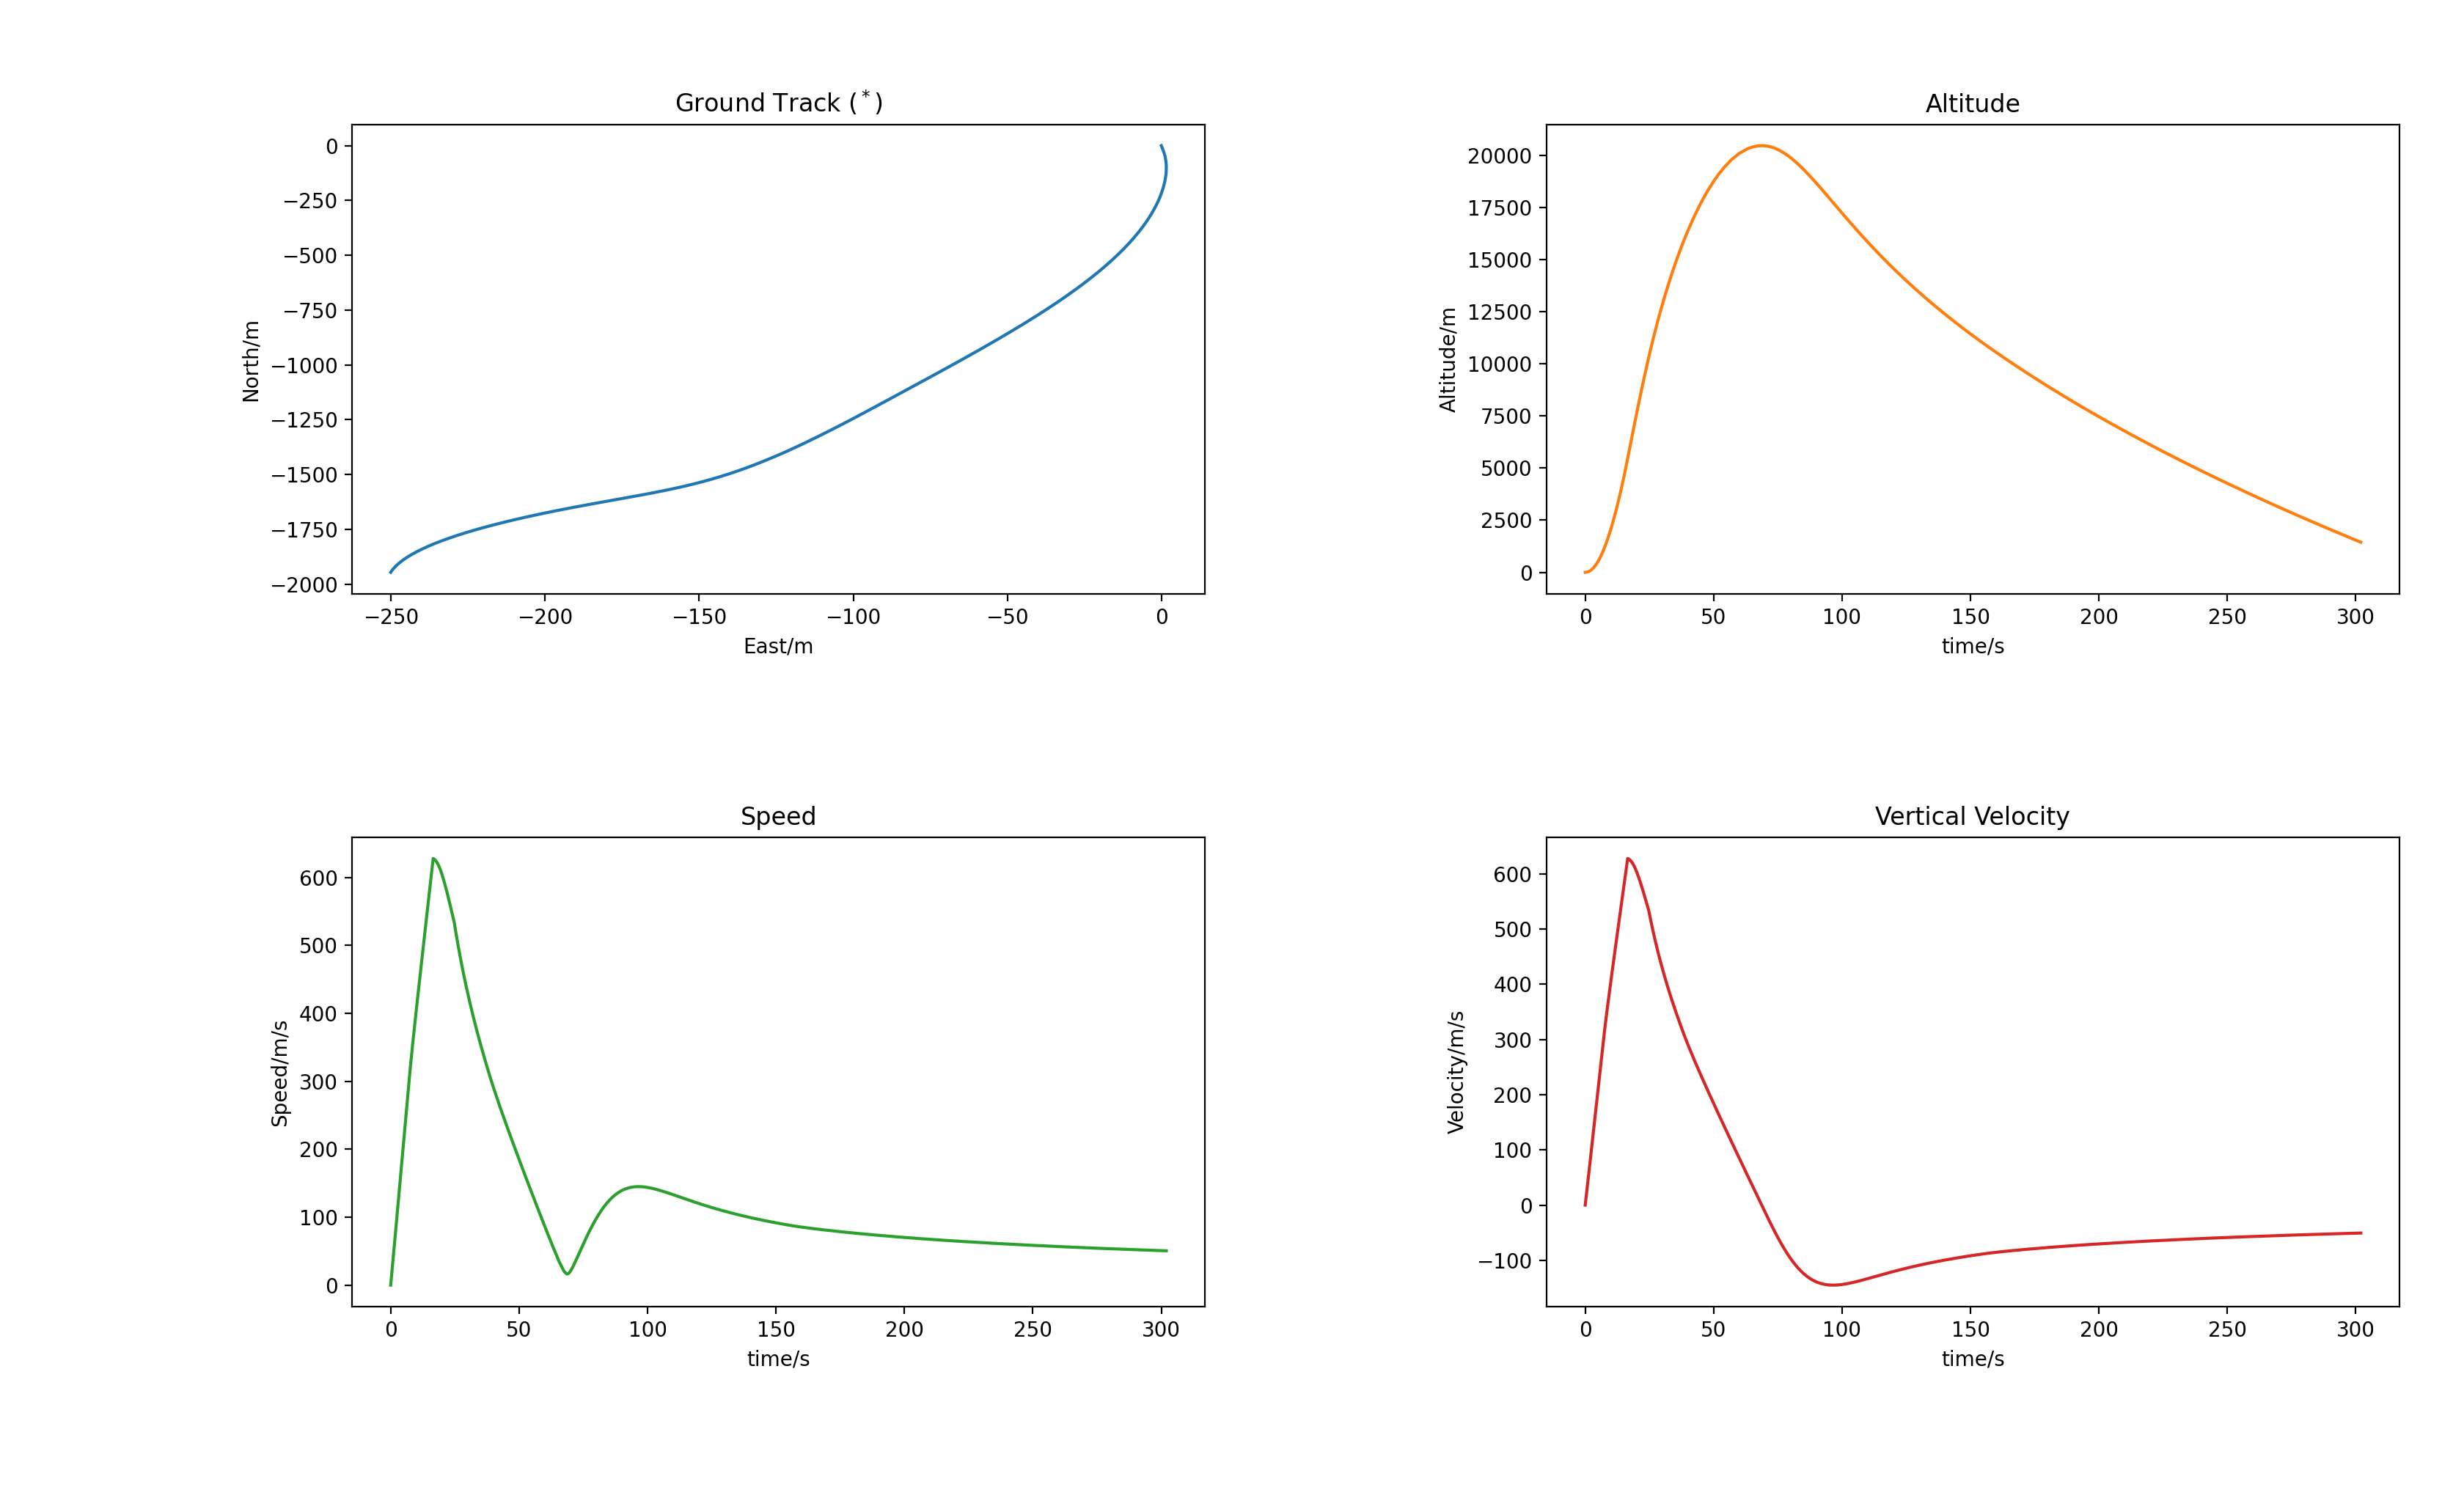 Ground Track (*)
0
−250
−500
−750
−1000
−1250
−1500
−1750
−2000
North/m
−250 −200 −150 −100 −50 0
East/m
Altitude
20000
17500
15000
12500
10000
7500
5000
2500
0
Altitude/m
0 50 100 150 200 250 300
time/s
Speed
600
500
400
300
200
100
0
Speed/m/s
0 50 100 150 200 250 300
time/s
Vertical Velocity
600
500
400
300
200
100
0
−100
Velocity/m/s
0 50 100 150 200 250 300
time/s